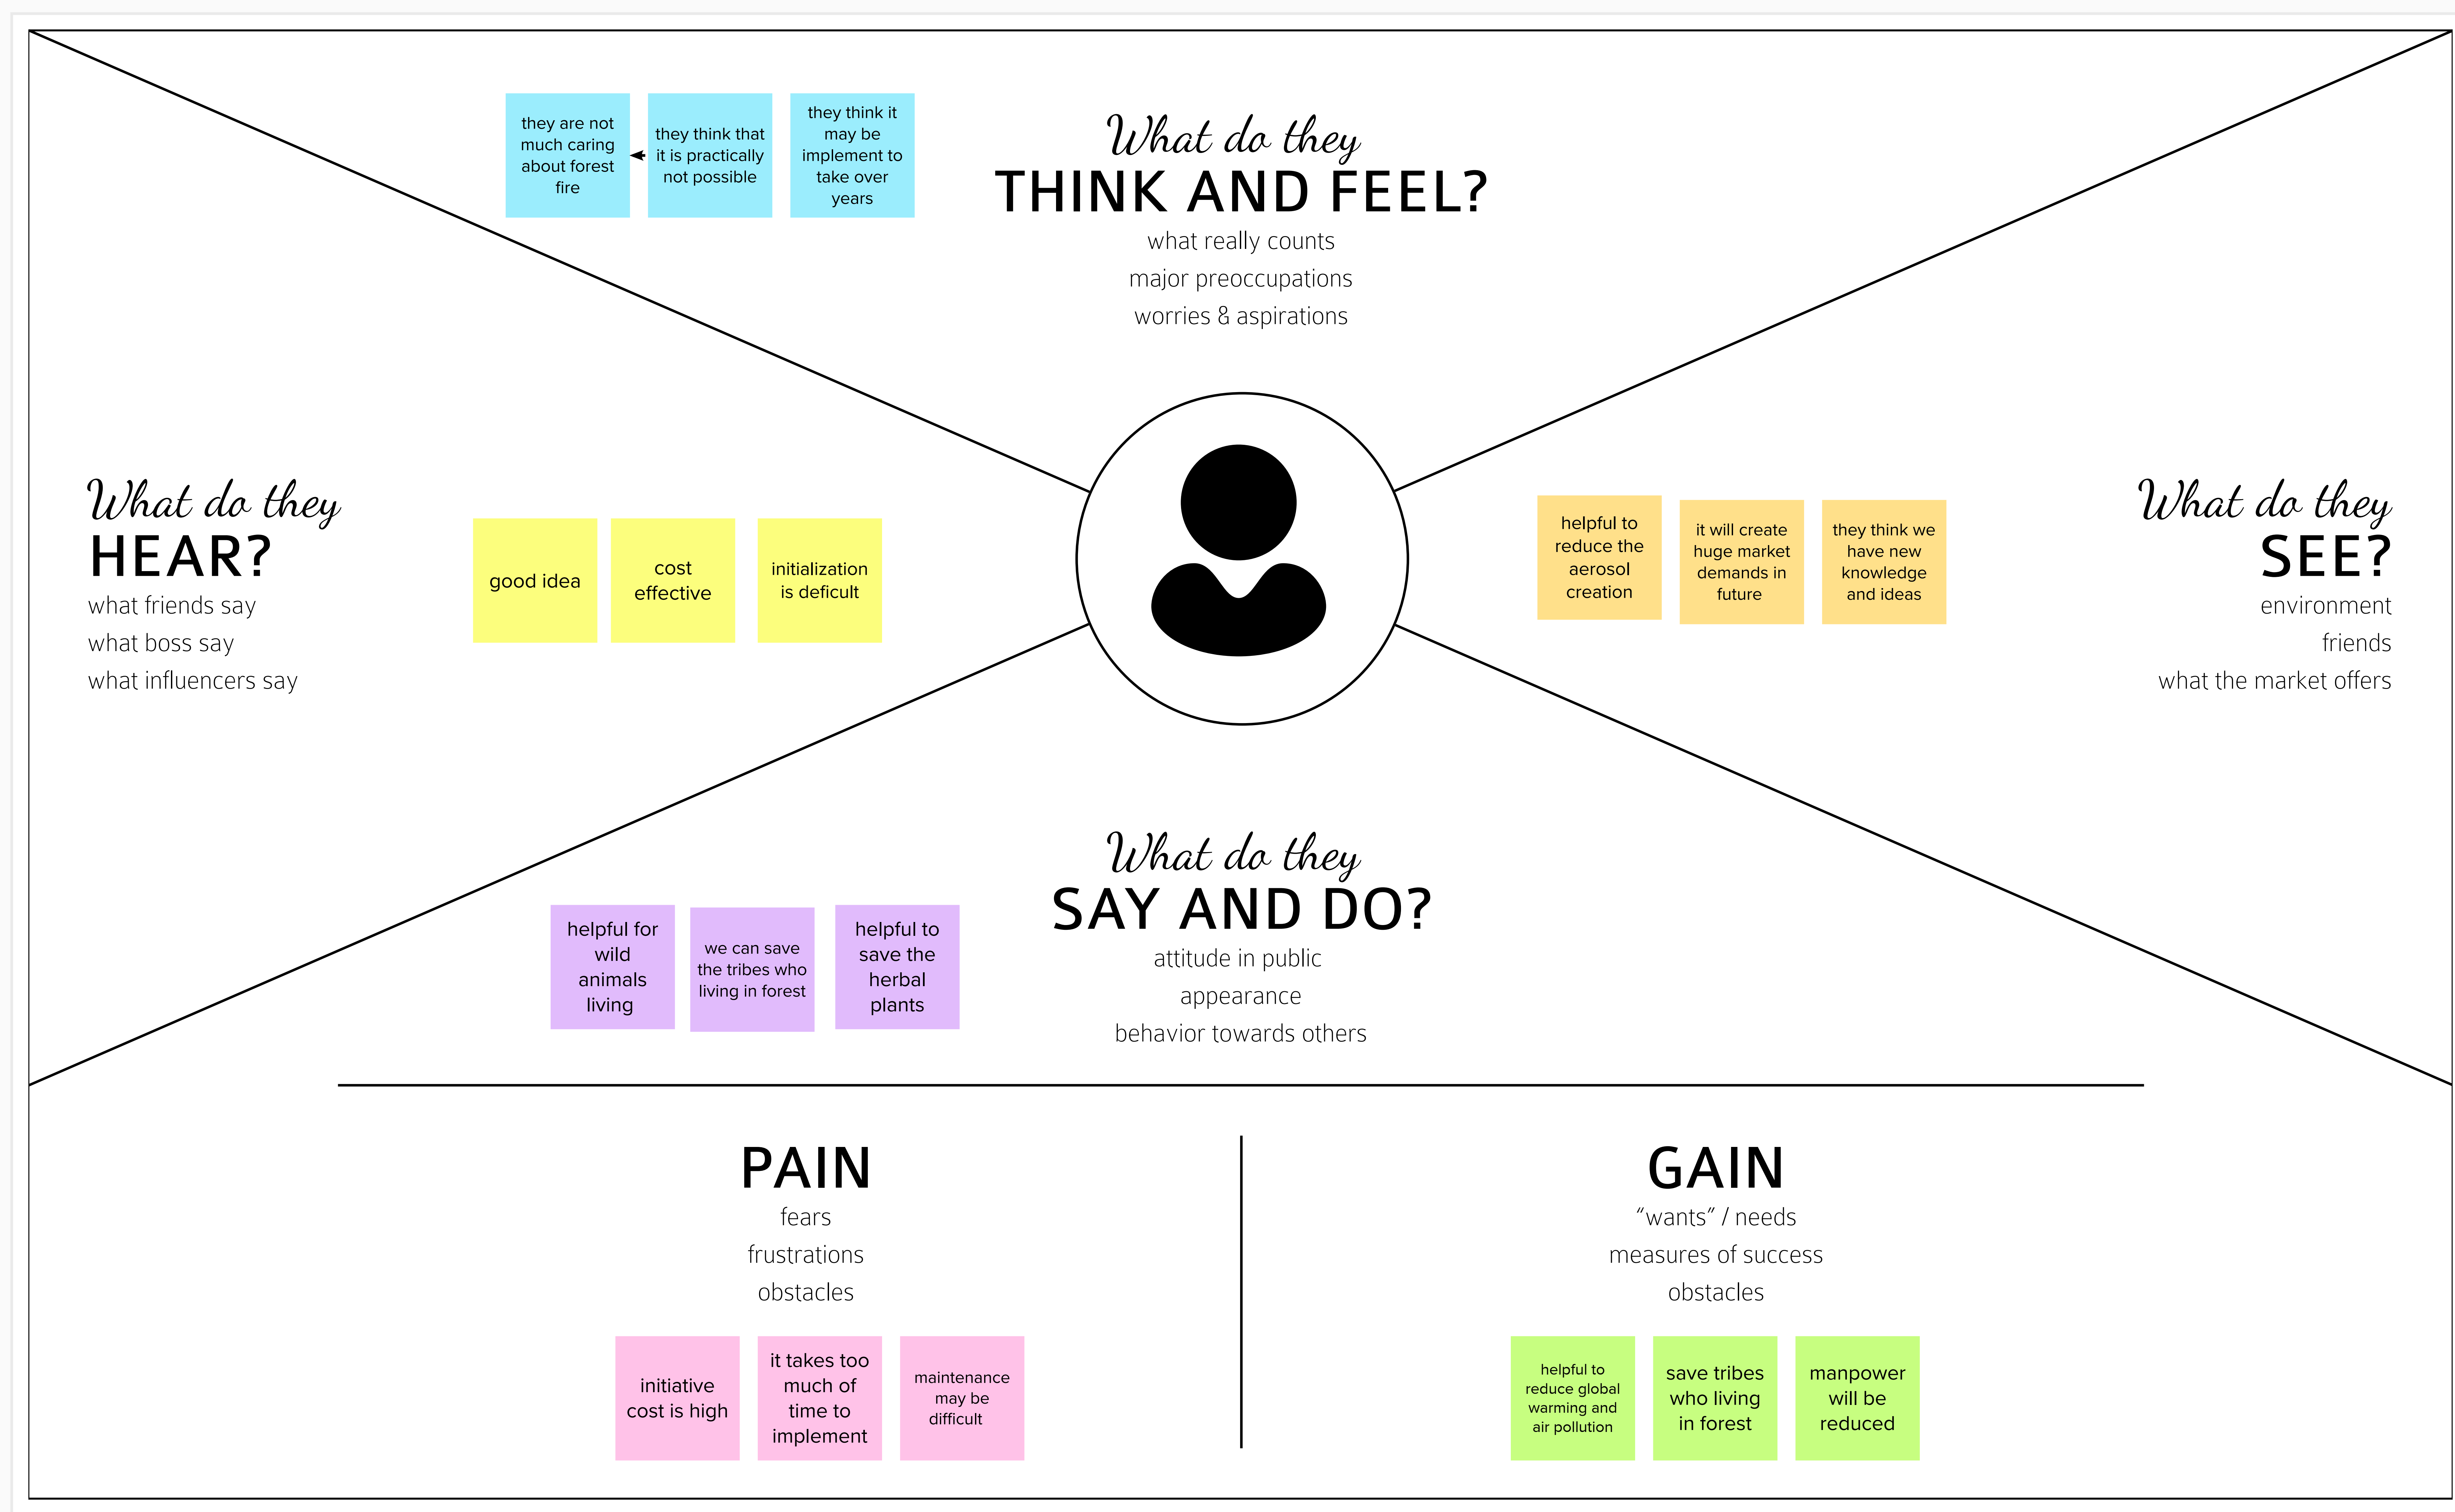 they are not
much caring
about forest
fire
they think that
it is practically
not possible
they think it
may be
implement to
take over
years
What do they
THINK AND FEEL?
what really counts
major preoccupations
worries & aspirations
What do they
HEAR?
what friends say
what boss say
what influencers say
good idea
cost
effective
initialization
is deficult
helpful to
reduce the
aerosol
creation
it will create
huge market
demands in
future
they think we
have new
knowledge
and ideas
What do they
SEE?
environment
friends
what the market offers
What do they
SAY AND DO?
attitude in public
appearance
behavior towards others
helpful for
wild
animals
living
we can save
the tribes who
living in forest
helpful to
save the
herbal
plants
PAIN
fears
frustrations
obstacles
initiative
cost is high
it takes too
much of
time to
implement
maintenance
may be
difficult
GAIN
“wants” / needs
measures of success
obstacles
helpful to
reduce global
warming and
air pollution
save tribes
who living
in forest
manpower
will be
reduced